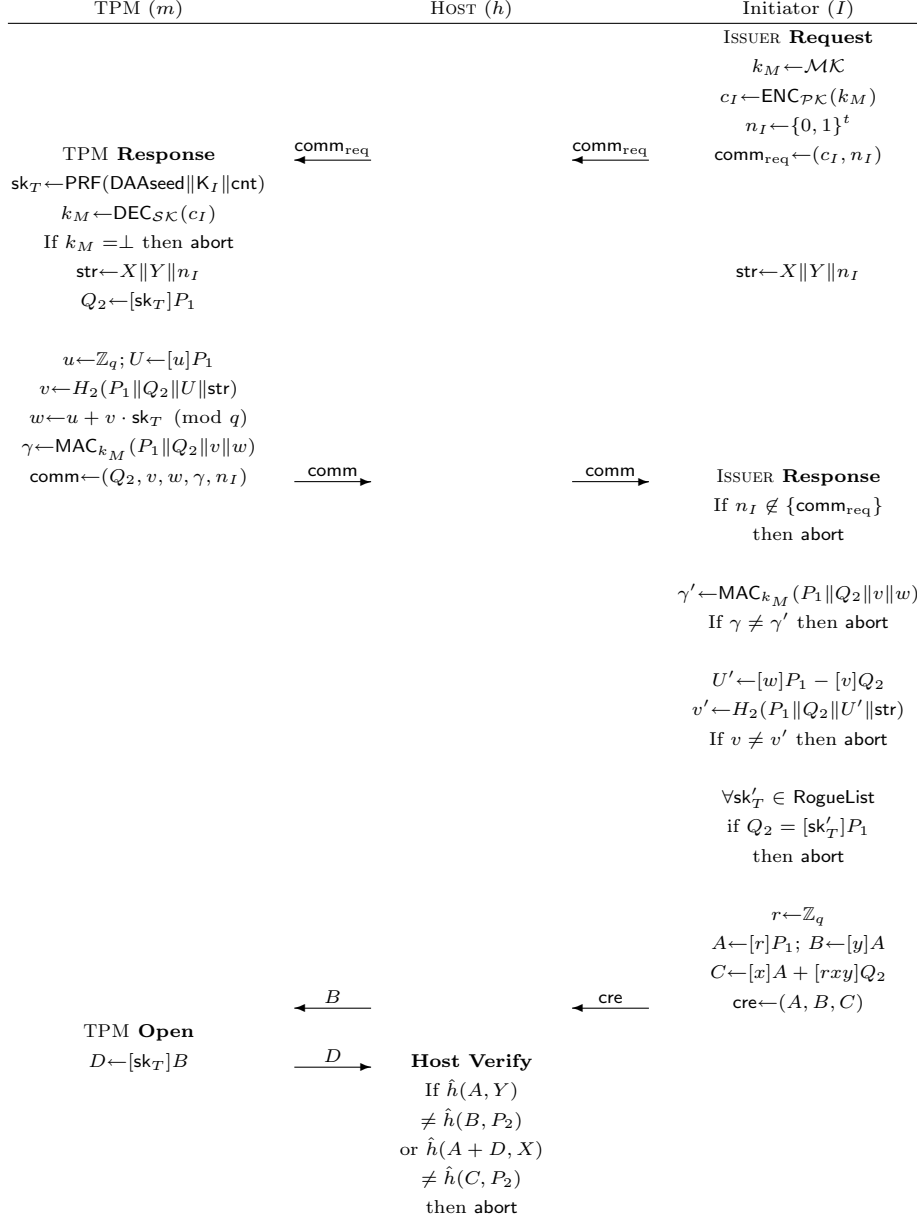 TPM (m) HOST (h) Initiator (I)
ISSUER Request
k_M←𝓜𝓚
c_I←ENC_𝓟𝓚(k_M)
n_I←{0, 1}^t
TPM Response comm_req comm_req comm_req←(c_I, n_I)
sk_T←PRF(DAAseed‖K_I‖cnt)
k_M←DEC_𝓢𝓚(c_I)
If k_M =⊥ then abort
str←X‖Y‖n_I str←X‖Y‖n_I
Q_2←[sk_T]P_1
u←ℤ_q; U←[u]P_1
v←H_2(P_1‖Q_2‖U‖str)
w←u + v · sk_T (mod q)
γ←MAC_{k_M}(P_1‖Q_2‖v‖w)
comm←(Q_2, v, w, γ, n_I) comm comm ISSUER Response
If n_I ∉ {comm_req}
then abort
γ′←MAC_{k_M}(P_1‖Q_2‖v‖w)
If γ ≠ γ′ then abort
U′←[w]P_1 − [v]Q_2
v′←H_2(P_1‖Q_2‖U′‖str)
If v ≠ v′ then abort
∀sk′_T ∈ RogueList
if Q_2 = [sk′_T]P_1
then abort
r←ℤ_q
A←[r]P_1; B←[y]A
C←[x]A + [rxy]Q_2
B cre cre←(A, B, C)
TPM Open
D←[sk_T]B D Host Verify
If ĥ(A, Y)
≠ ĥ(B, P_2)
or ĥ(A + D, X)
≠ ĥ(C, P_2)
then abort